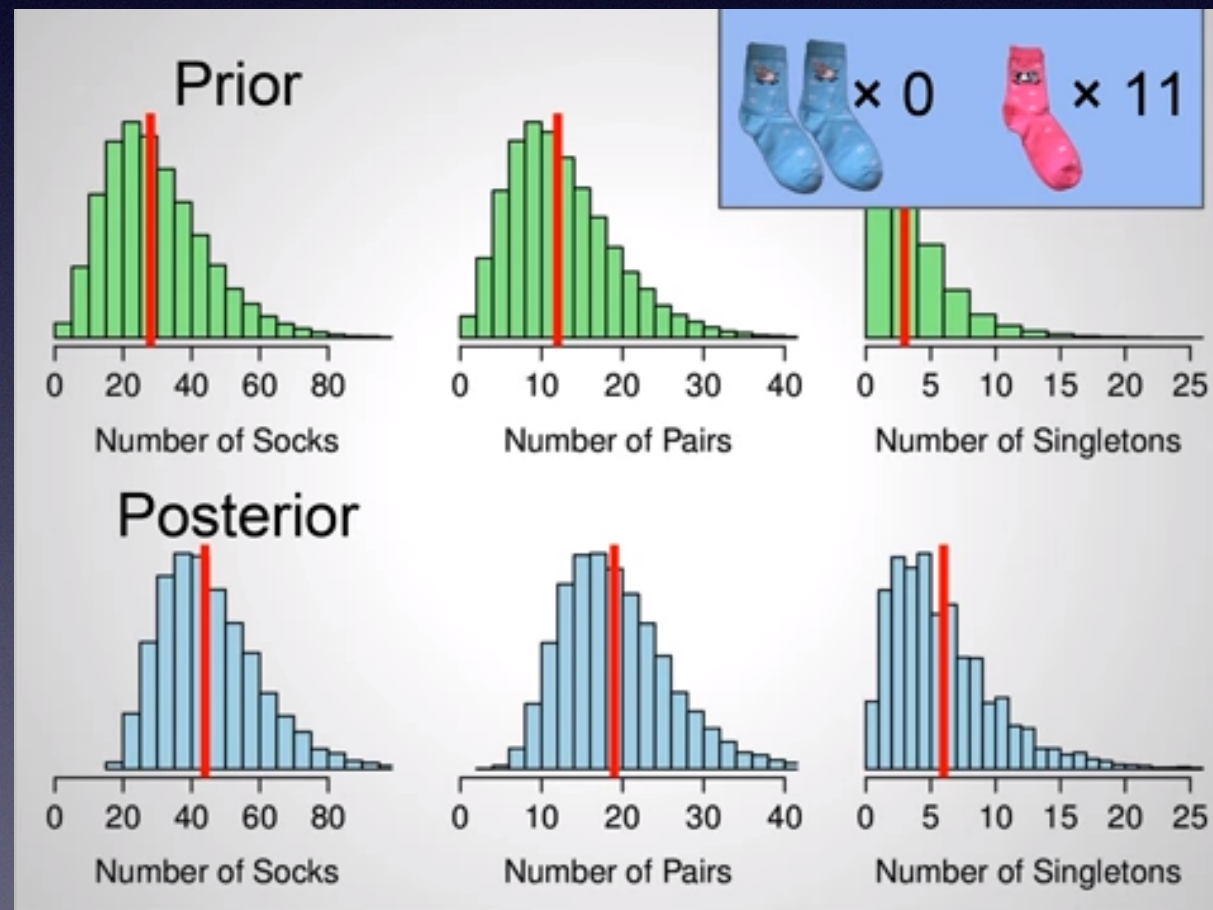 Prior
× 0
× 11
0 20 40 60 80
0 10 20 30 40
0 5 10 15 20 25
Number of Socks
Number of Pairs
Number of Singletons
Posterior
0 20 40 60 80
0 10 20 30 40
0 5 10 15 20 25
Number of Socks
Number of Pairs
Number of Singletons